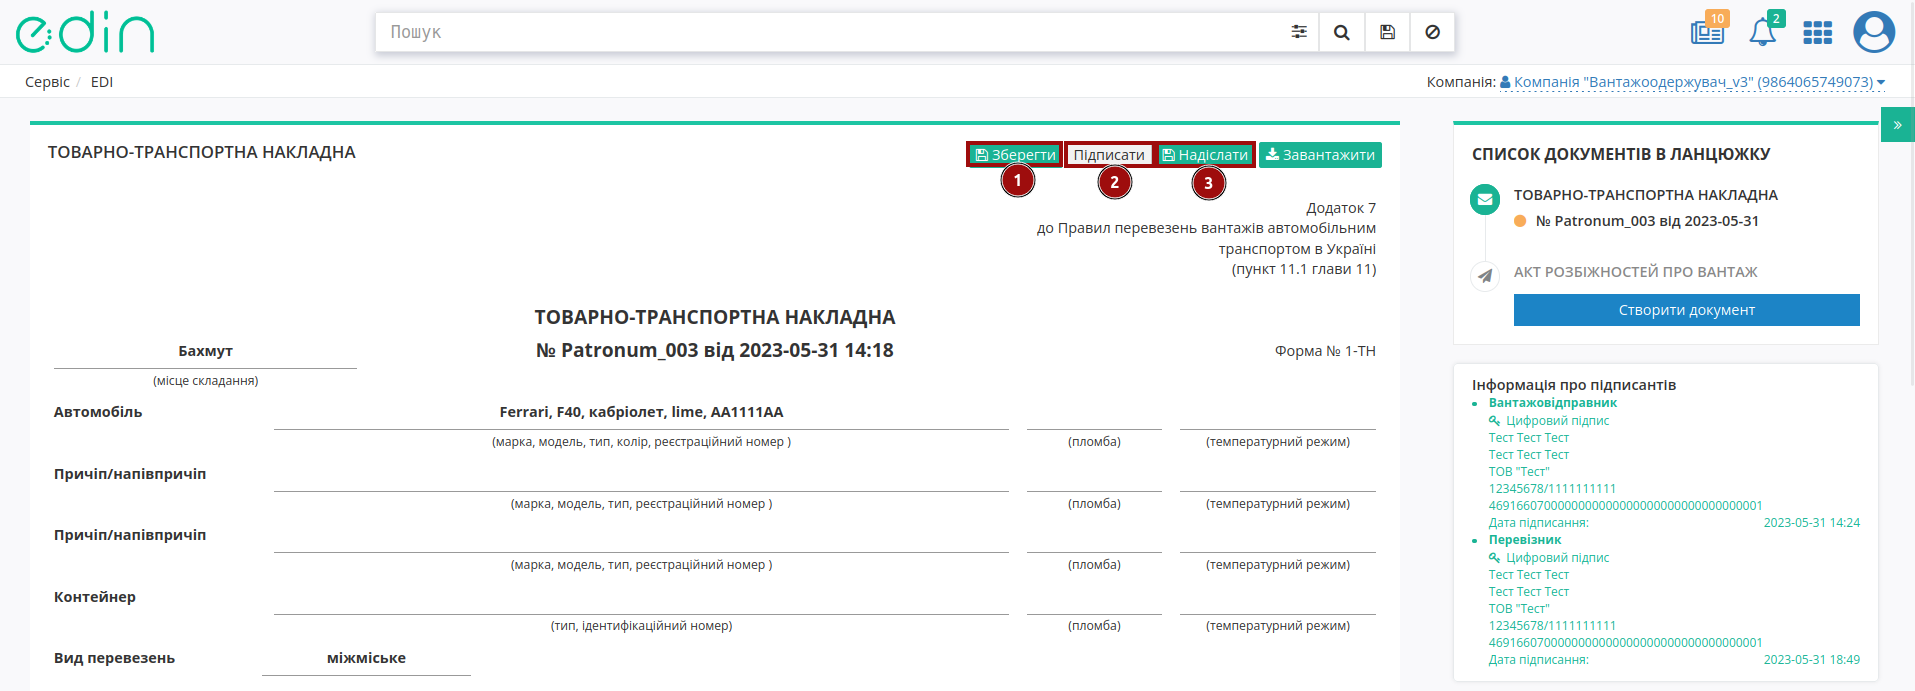 edin
Пошук
10
2
Сервіс / EDI
Компанія: Компанія "Вантажоодержувач_v3" (9864065749073)
ТОВАРНО-ТРАНСПОРТНА НАКЛАДНА
Зберегти Підписати Надіслати Завантажити
1 2 3
Додаток 7
до Правил перевезень вантажів автомобільним
транспортом в Україні
(пункт 11.1 глави 11)
ТОВАРНО-ТРАНСПОРТНА НАКЛАДНА
Бахмут
№ Patronum_003 від 2023-05-31 14:18
Форма № 1-ТН
(місце складання)
Автомобіль Ferrari, F40, кабріолет, lime, AA1111AA
(марка, модель, тип, колір, реєстраційний номер ) (пломба) (температурний режим)
Причіп/напівпричіп
(марка, модель, тип, реєстраційний номер ) (пломба) (температурний режим)
Причіп/напівпричіп
(марка, модель, тип, реєстраційний номер ) (пломба) (температурний режим)
Контейнер
(тип, ідентифікаційний номер) (пломба) (температурний режим)
Вид перевезень міжміське
»
СПИСОК ДОКУМЕНТІВ В ЛАНЦЮЖКУ
ТОВАРНО-ТРАНСПОРТНА НАКЛАДНА
№ Patronum_003 від 2023-05-31
АКТ РОЗБІЖНОСТЕЙ ПРО ВАНТАЖ
Створити документ
Інформація про підписантів
Вантажовідправник
Цифровий підпис
Тест Тест Тест
Тест Тест Тест
ТОВ "Тест"
12345678/1111111111
Дата підписання: 2023-05-31 14:24
Перевізник
Цифровий підпис
Тест Тест Тест
Тест Тест Тест
ТОВ "Тест"
12345678/1111111111
Дата підписання: 2023-05-31 18:49